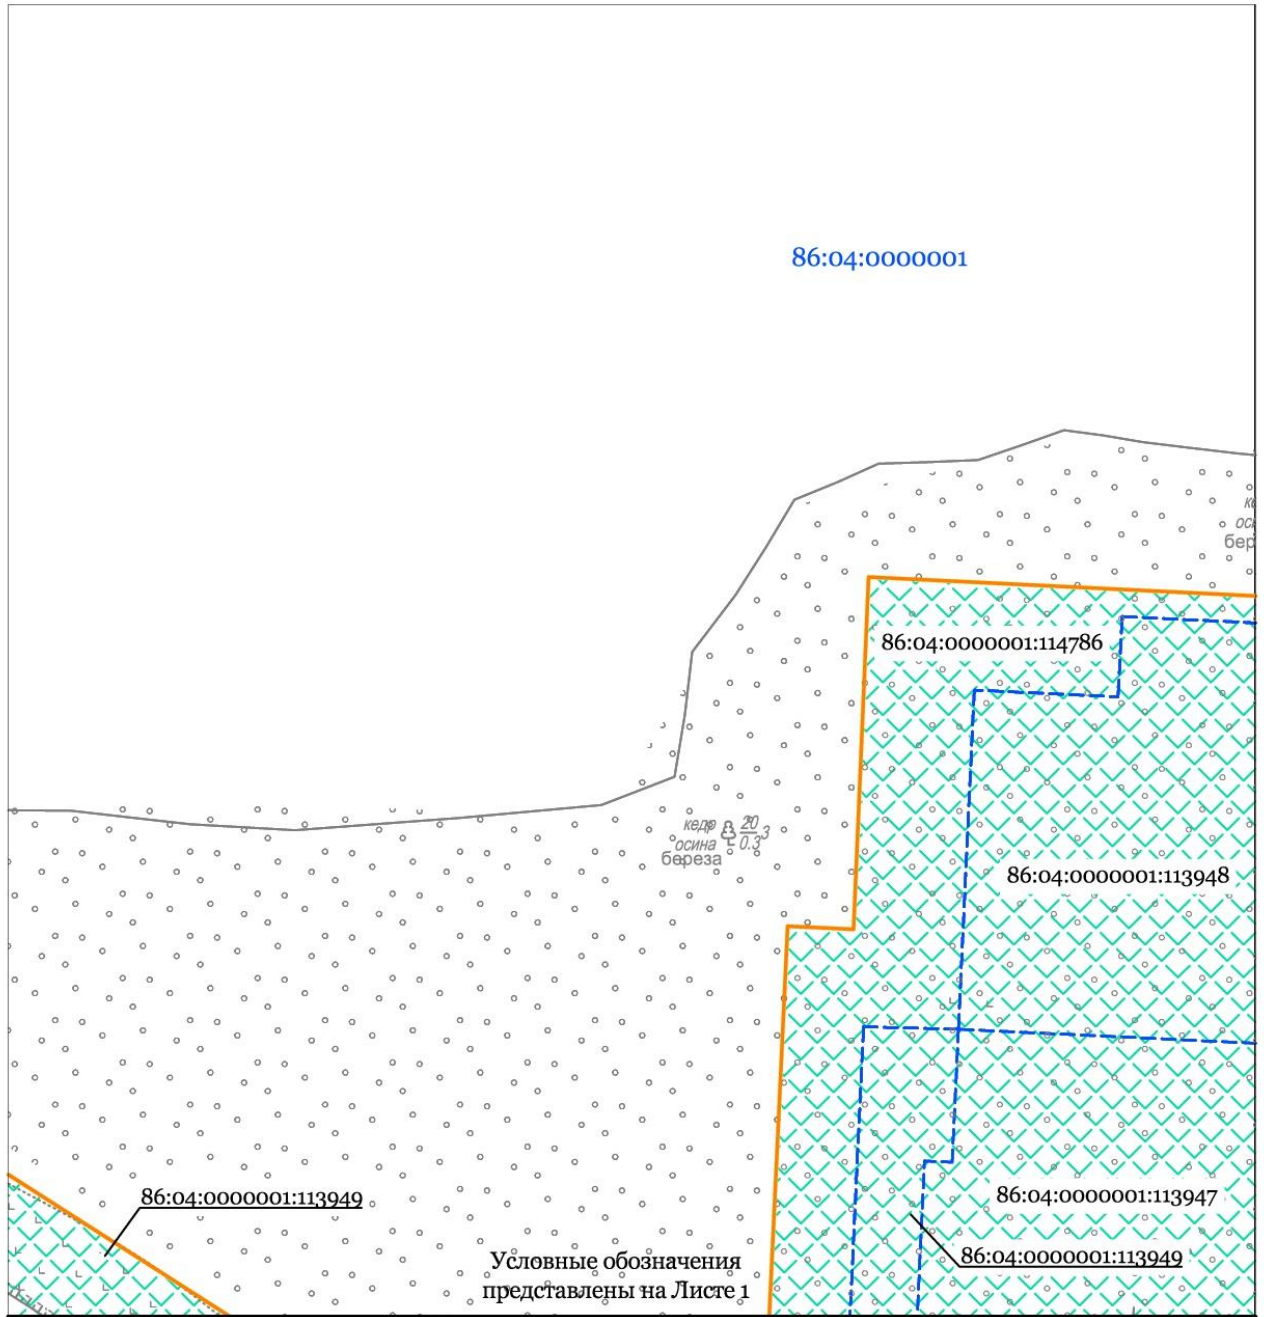 86:04:0000001
86:04:0000001:114786
кедр 20
осина 0.3 3
береза
86:04:0000001:113948
86:04:0000001:113949
86:04:0000001:113947
86:04:0000001:113949
Условные обозначения
представлены на Листе 1